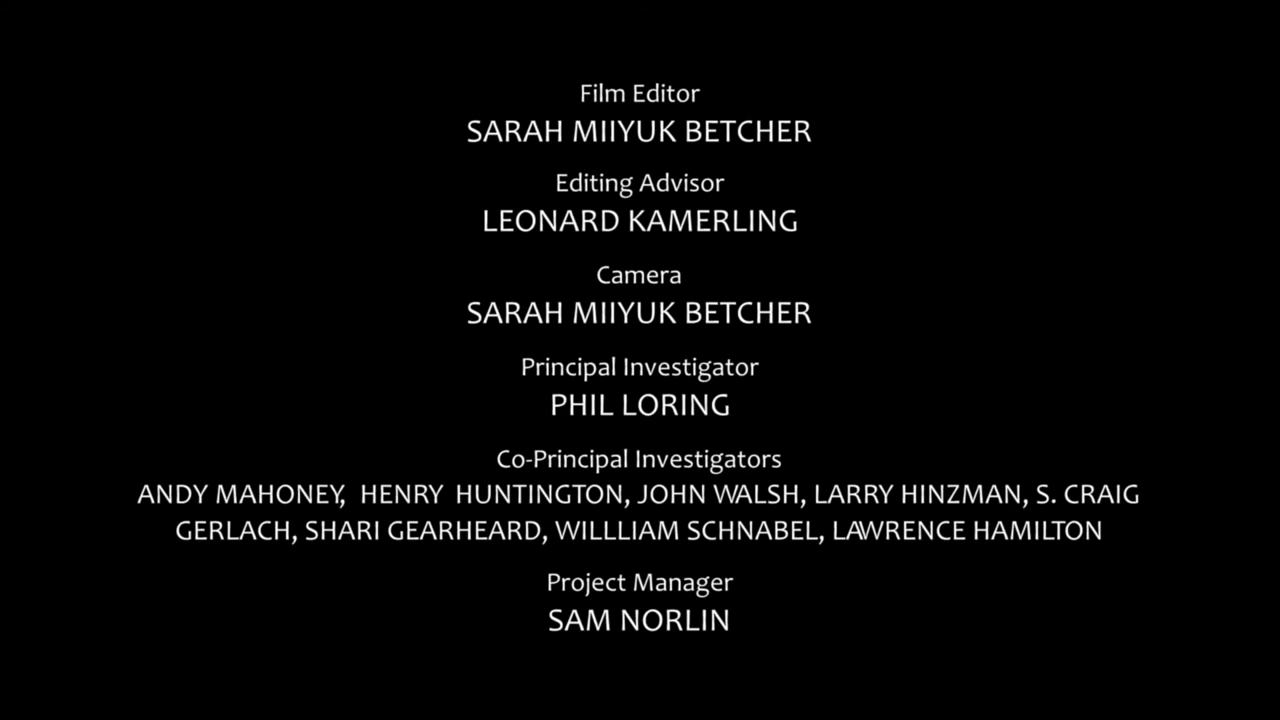 Film Editor
SARAH MIIYUK BETCHER
Editing Advisor
LEONARD KAMERLING
Camera
SARAH MIIYUK BETCHER
Principal Investigator
PHIL LORING
Co-Principal Investigators
ANDY MAHONEY,  HENRY  HUNTINGTON, JOHN WALSH, LARRY HINZMAN, S. CRAIG
GERLACH, SHARI GEARHEARD, WILLLIAM SCHNABEL, LAWRENCE HAMILTON
Project Manager
SAM NORLIN